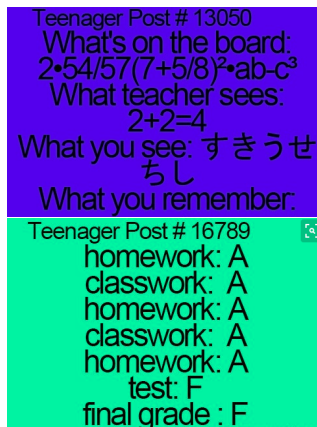 Teenager Post # 13050
What's on the board:
2•54/57(7+5/8)²•ab-c³
What teacher sees:
2+2=4
What you see: すきうせ
ちし
What you remember:
Teenager Post # 16789
homework: A
classwork: A
homework: A
classwork: A
homework: A
test: F
final grade : F